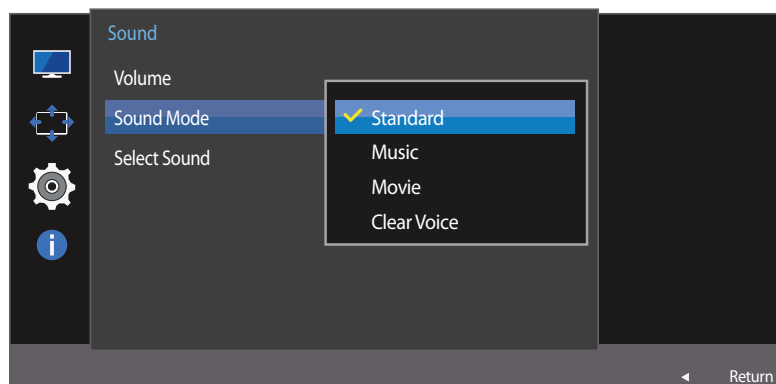 Sound
Volume
Sound Mode
Select Sound
Standard
Music
Movie
Clear Voice
Return